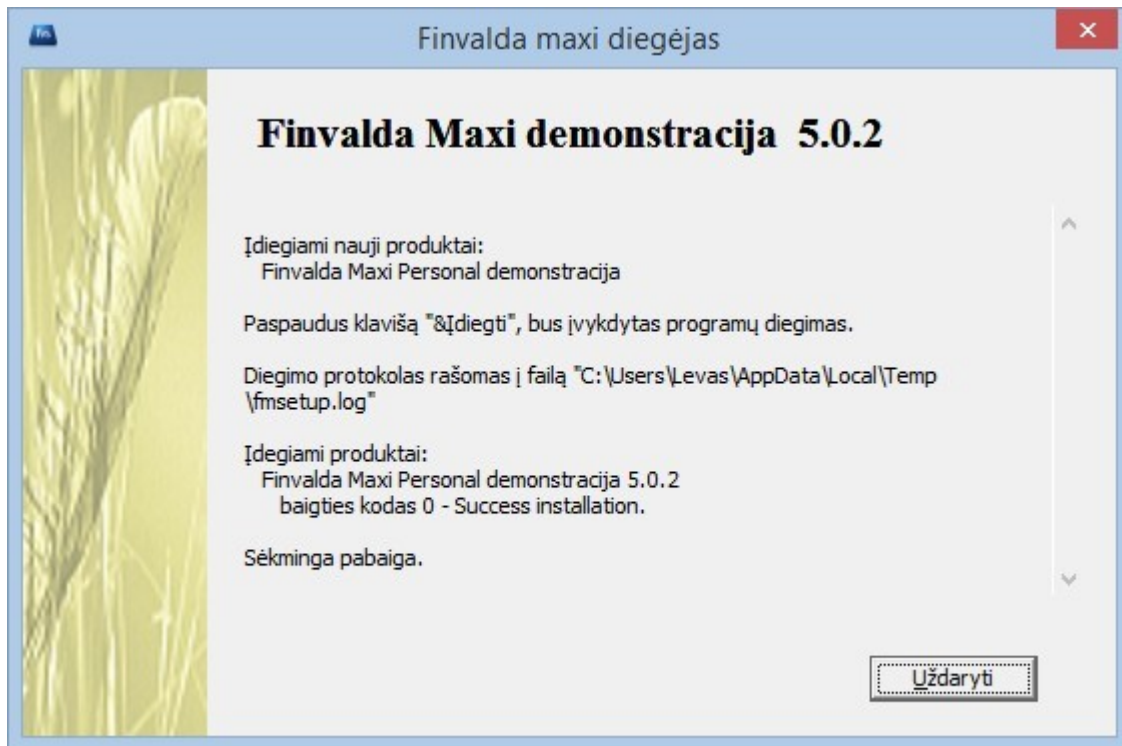 Finvalda maxi diegėjas
Finvalda Maxi demonstracija 5.0.2
Įdiegiami nauji produktai:
Finvalda Maxi Personal demonstracija
Paspaudus klavišą "&Įdiegti", bus įvykdytas programų diegimas.
Diegimo protokolas rašomas į failą "C:\Users\Levas\AppData\Local\Temp
\fmsetup.log"
Įdegiami produktai:
Finvalda Maxi Personal demonstracija 5.0.2
baigties kodas 0 - Success installation.
Sėkminga pabaiga.
Uždaryti